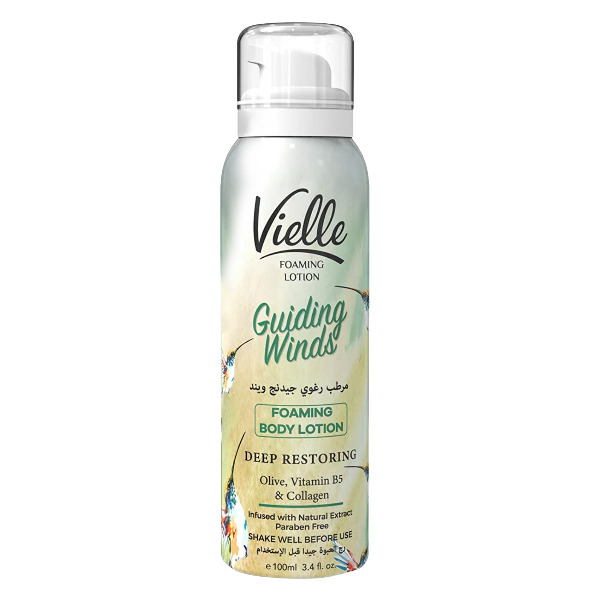 Vielle
FOAMING
LOTION
Guiding
Winds
مرطب رغوي جيدنج ويند
FOAMING
BODY LOTION
DEEP RESTORING
Olive, Vitamin B5
& Collagen
Infused with Natural Extract
Paraben Free
SHAKE WELL BEFORE USE
رج العبوة جيدا قبل الإستخدام
e 100ml 3.4 fl. oz.